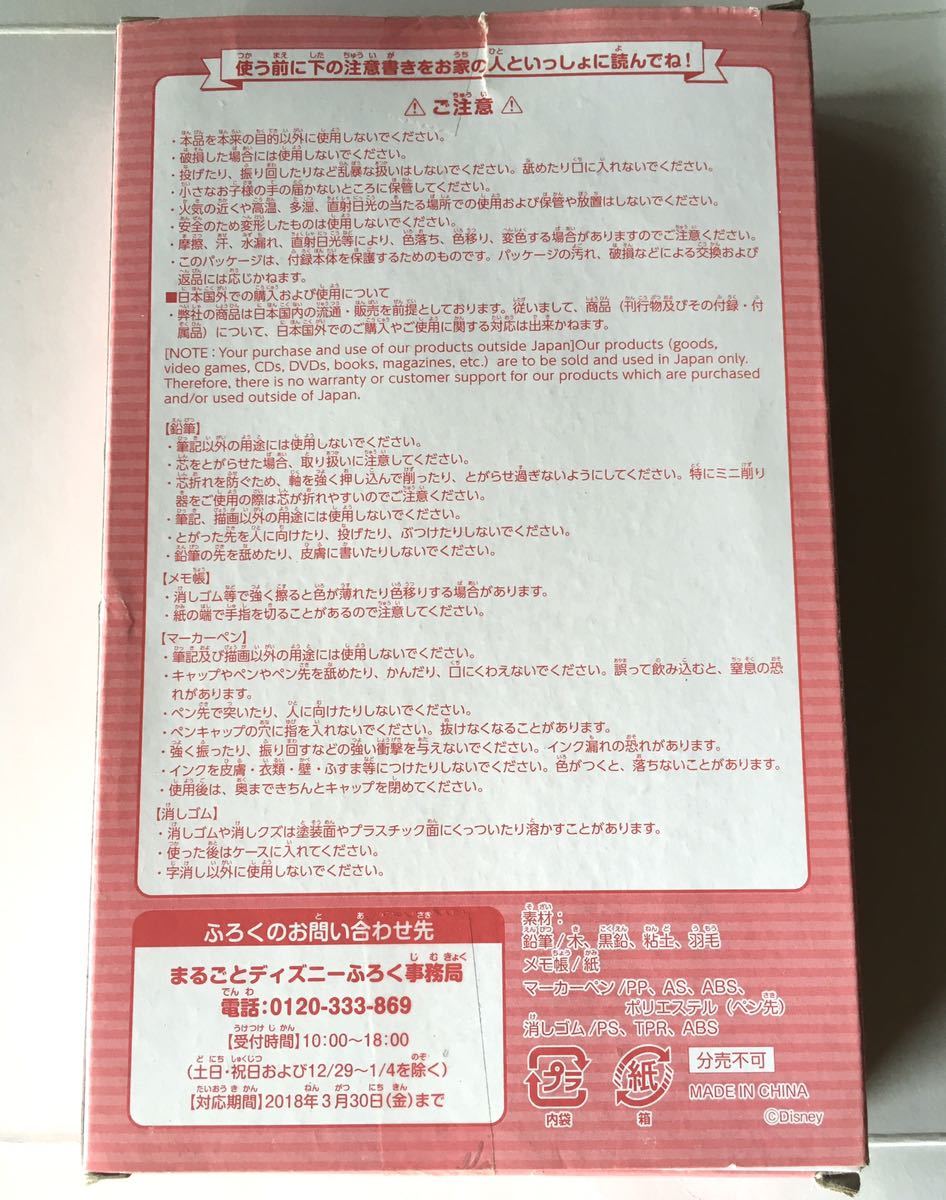 使う前に下の注意書きをお家の人といっしょに読んでね!
⚠ ご注意 ⚠
・本品を本来の目的以外に使用しないでください。
・破損した場合には使用しないでください。
・投げたり、振り回したりなど乱暴な扱いはしないでください。舐めたり口に入れないでください。
・小さなお子様の手の届かないところに保管してください。
・火気の近くや高温、多湿、直射日光の当たる場所での使用および保管や放置はしないでください。
・安全のため変形したものは使用しないでください。
・摩擦、汗、水漏れ、直射日光等により、色落ち、色移り、変色する場合がありますのでご注意ください。
・このパッケージは、付録本体を保護するためのものです。パッケージの汚れ、破損などによる交換および
返品には応じかねます。
■日本国外での購入および使用について
・弊社の商品は日本国内の流通・販売を前提としております。従いまして、商品(刊行物及びその付録・付
属品)について、日本国外でのご購入やご使用に関する対応は出来かねます。
[NOTE : Your purchase and use of our products outside Japan]Our products (goods,
video games, CDs, DVDs, books, magazines, etc.) are to be sold and used in Japan only.
Therefore, there is no warranty or customer support for our products which are purchased
and/or used outside of Japan.
【鉛筆】
・筆記以外の用途には使用しないでください。
・芯をとがらせた場合、取り扱いに注意してください。
・芯折れを防ぐため、軸を強く押し込んで削ったり、とがらせ過ぎないようにしてください。特にミニ削り
器をご使用の際は芯が折れやすいのでご注意ください。
・筆記、描画以外の用途には使用しないでください。
・とがった先を人に向けたり、投げたり、ぶつけたりしないでください。
・鉛筆の先を舐めたり、皮膚に書いたりしないでください。
【メモ帳】
・消しゴム等で強く擦ると色が薄れたり色移りする場合があります。
・紙の端で手指を切ることがあるので注意してください。
【マーカーペン】
・筆記及び描画以外の用途には使用しないでください。
・キャップやペンやペン先を舐めたり、かんだり、口にくわえないでください。誤って飲み込むと、窒息の恐
れがあります。
・ペン先で突いたり、人に向けたりしないでください。
・ペンキャップの穴に指を入れないでください。抜けなくなることがあります。
・強く振ったり、振り回すなどの強い衝撃を与えないでください。インク漏れの恐れがあります。
・インクを皮膚・衣類・壁・ふすま等につけたりしないでください。色がつくと、落ちないことがあります。
・使用後は、奥まできちんとキャップを閉めてください。
【消しゴム】
・消しゴムや消しクズは塗装面やプラスチック面にくっついたり溶かすことがあります。
・使った後はケースに入れてください。
・字消し以外に使用しないでください。
ふろくのお問い合わせ先
まるごとディズニーふろく事務局
電話:0120-333-869
【受付時間】10:00〜18:00
(土日・祝日および12/29〜1/4を除く)
【対応期間】2018年3月30日(金)まで
素材:
鉛筆/木、黒鉛、粘土、羽毛
メモ帳/紙
マーカーペン/PP、AS、ABS、
ポリエステル(ペン先)
消しゴム/PS、TPR、ABS
プラ
内袋
紙
箱
分売不可
MADE IN CHINA
©Disney